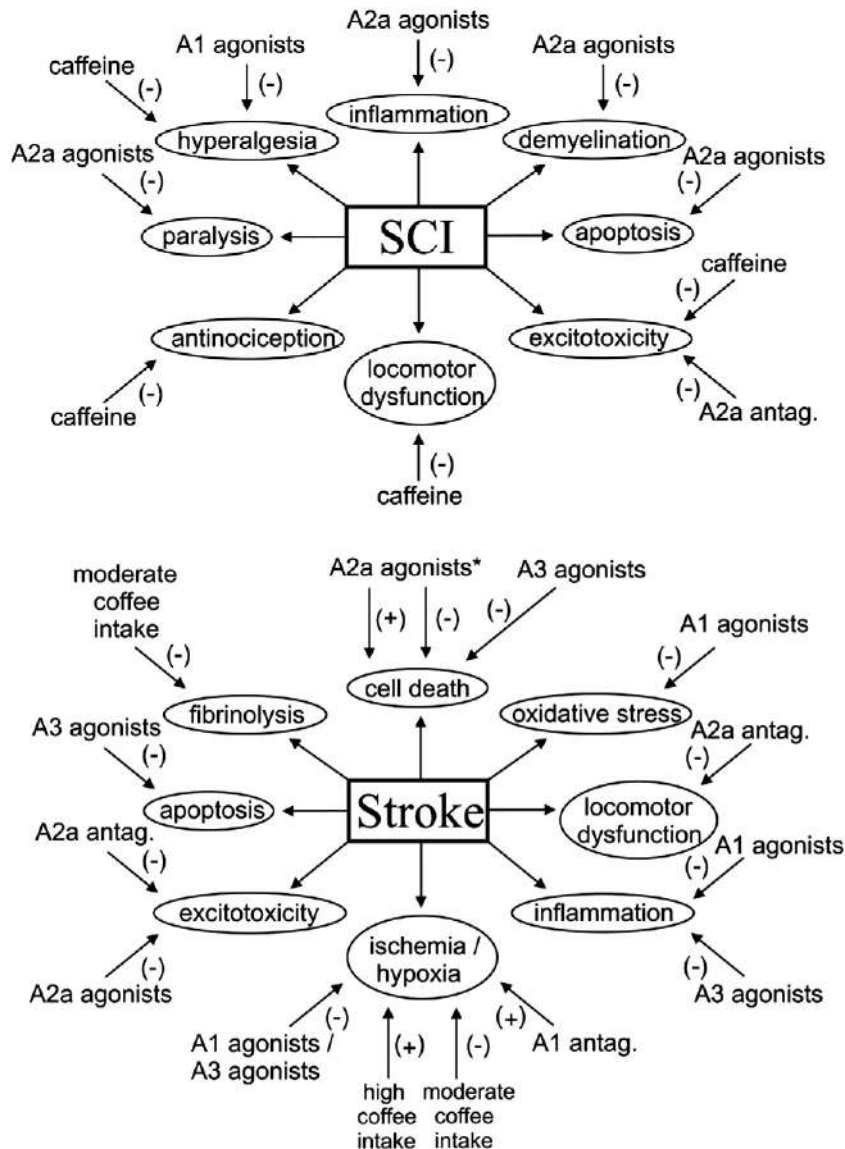 A2a agonists
A1 agonists
A2a agonists
caffeine
(-)
(-)
(-)
(-)
inflammation
hyperalgesia
demyelination
A2a agonists
A2a agonists
(-)
(-)
SCI
paralysis
apoptosis
caffeine
(-)
antinociception
excitotoxicity
locomotor
dysfunction
(-)
(-)
caffeine
A2a antag.
(-)
caffeine
moderate
coffee
intake
A2a agonists*
A3 agonists
(+)
(-)
(-)
(-)
A1 agonists
(-)
cell death
fibrinolysis
oxidative stress
A3 agonists
A2a antag.
(-)
(-)
Stroke
apoptosis
locomotor
dysfunction
A2a antag.
(-)
(-)
A1 agonists
excitotoxicity
inflammation
ischemia /
hypoxia
(-)
(-)
A2a agonists
A3 agonists
(-)
(+)
(-)
(+)
A1 agonists /
A3 agonists
A1 antag.
high
coffee
intake
moderate
coffee
intake